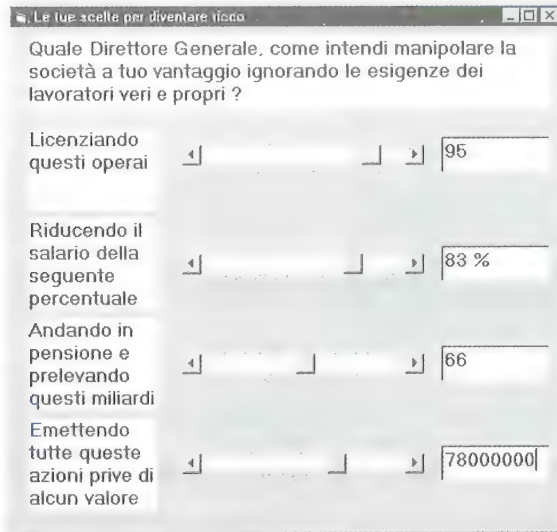 Le tue scelte per diventare ricco
Quale Direttore Generale, come intendi manipolare la
società a tuo vantaggio ignorando le esigenze dei
lavoratori veri e propri ?
Licenziando
questi operai
95
Riducendo il
salario della
seguente
percentuale
83 %
Andando in
pensione e
prelevando
questi miliardi
66
Emettendo
tutte queste
azioni prive di
alcun valore
78000000